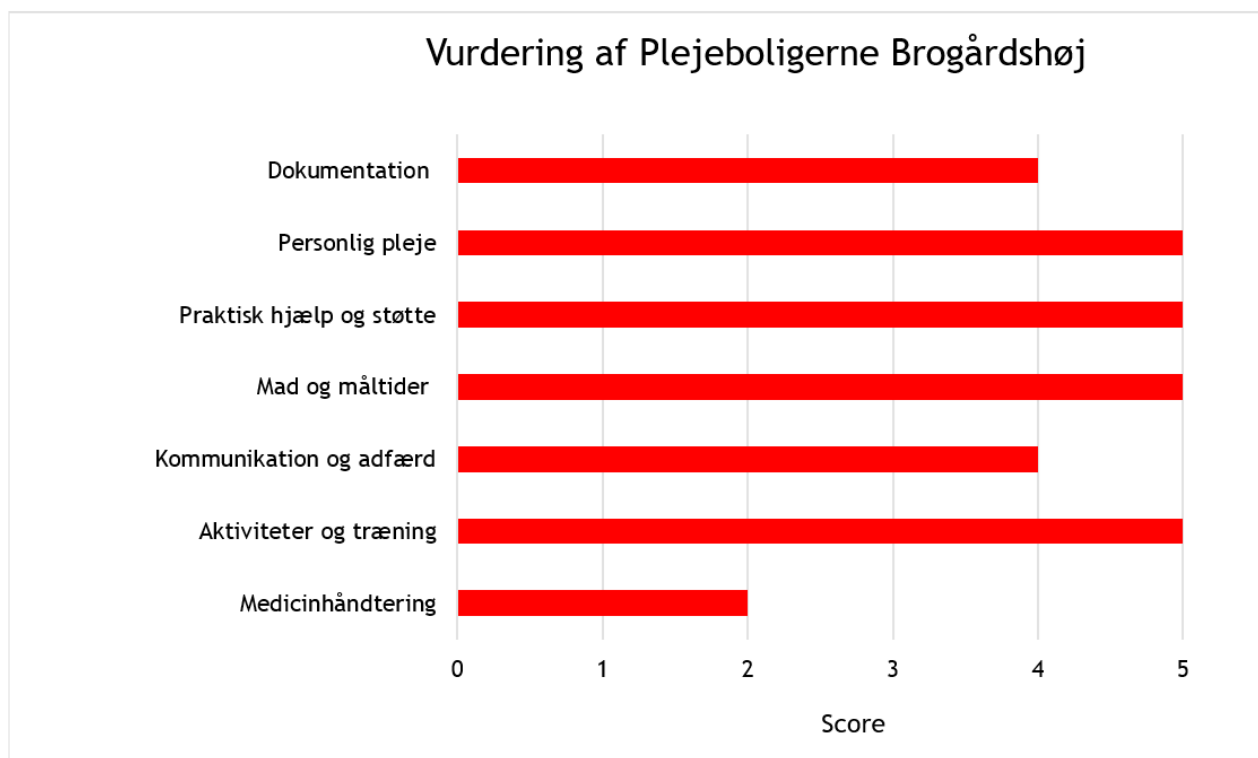 Vurdering af Plejeboligerne Brogårdshøj
Dokumentation
Personlig pleje
Praktisk hjælp og støtte
Mad og måltider
Kommunikation og adfærd
Aktiviteter og træning
Medicinhåndtering
0 1 2 3 4 5
Score